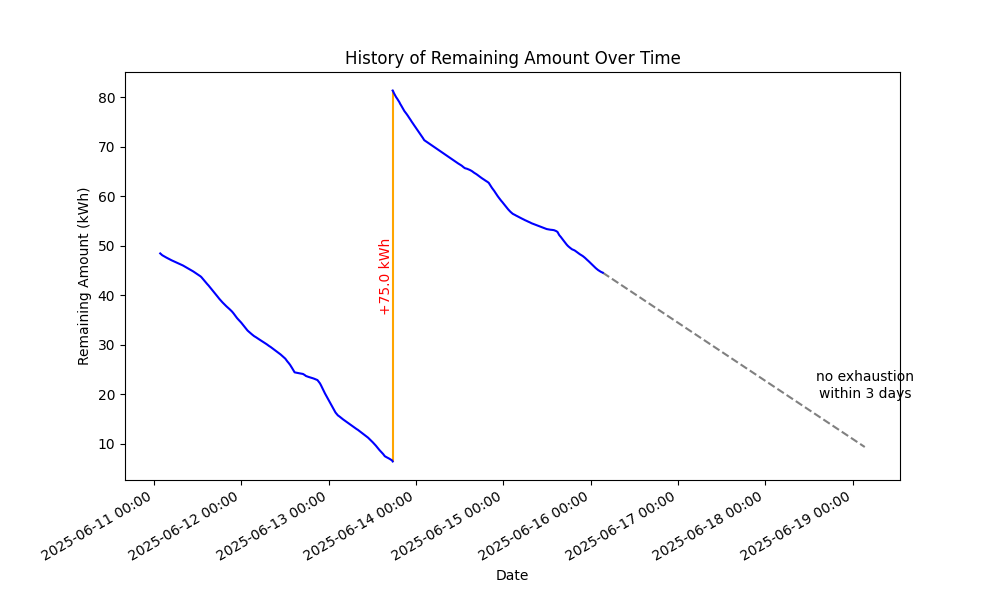 History of Remaining Amount Over Time
Remaining Amount (kWh)
80
70
60
50
40
30
20
10
+75.0 kWh
no exhaustion
within 3 days
2025-06-11 00:00
2025-06-12 00:00
2025-06-13 00:00
2025-06-14 00:00
2025-06-15 00:00
2025-06-16 00:00
2025-06-17 00:00
2025-06-18 00:00
2025-06-19 00:00
Date